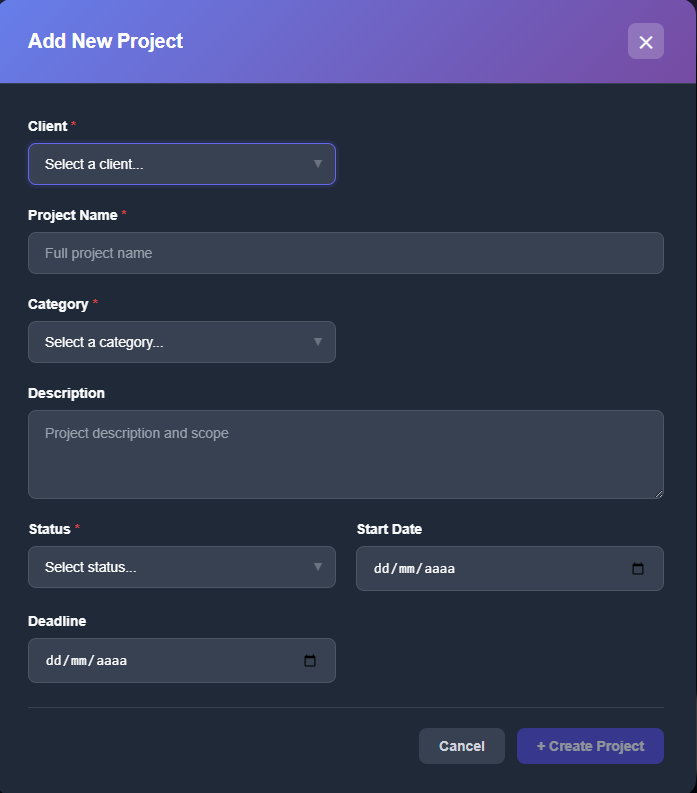 Add New Project
Client *
Select a client...
Project Name *
Full project name
Category *
Select a category...
Description
Project description and scope
Status *
Start Date
Select status...
dd/mm/aaaa
Deadline
dd/mm/aaaa
Cancel
+ Create Project